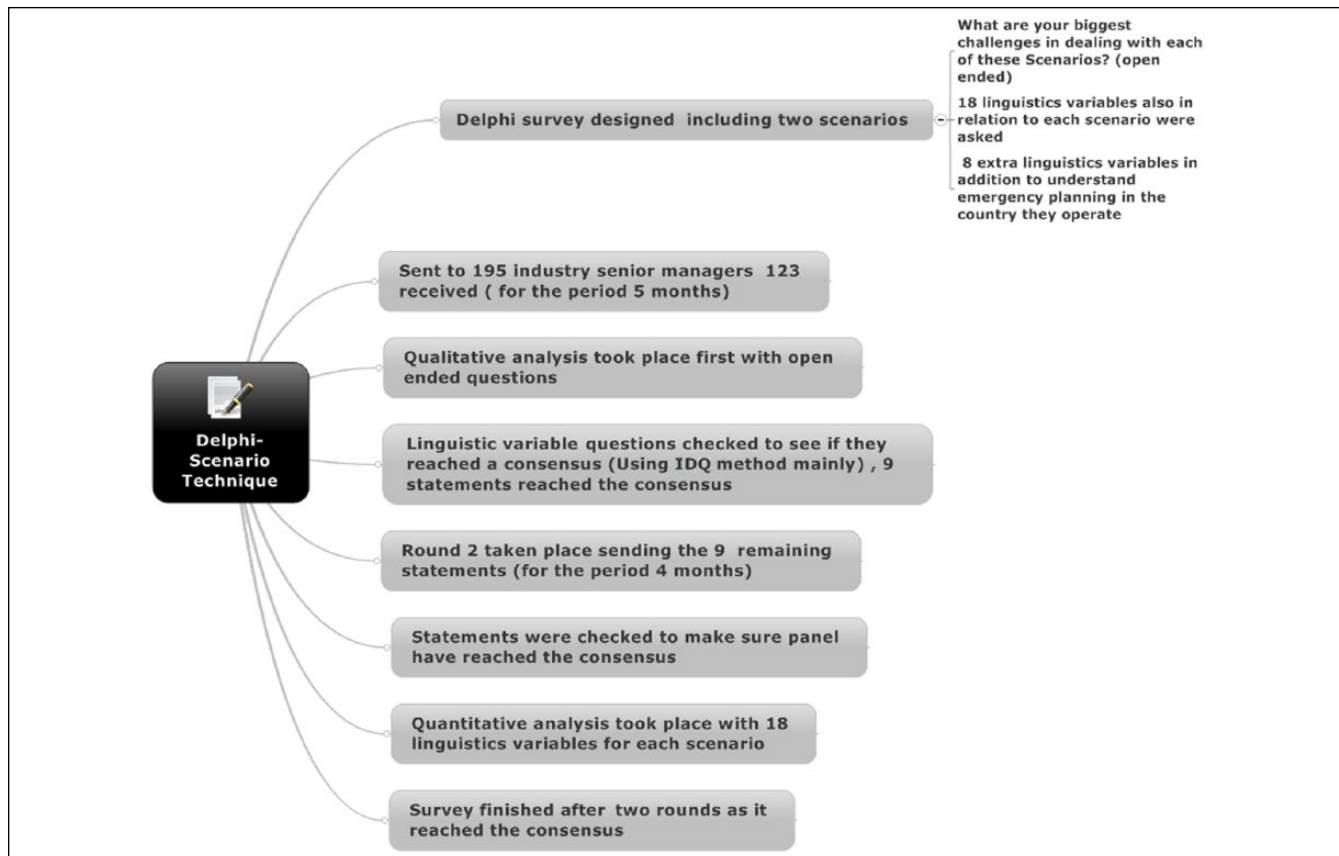 Delphi-
Scenario
Technique
Delphi survey designed including two scenarios
What are your biggest
challenges in dealing with each
of these Scenarios? (open
ended)
18 linguistics variables also in
relation to each scenario were
asked
8 extra linguistics variables in
addition to understand
emergency planning in the
country they operate
Sent to 195 industry senior managers 123
received ( for the period 5 months)
Qualitative analysis took place first with open
ended questions
Linguistic variable questions checked to see if they
reached a consensus (Using IDQ method mainly) , 9
statements reached the consensus
Round 2 taken place sending the 9 remaining
statements (for the period 4 months)
Statements were checked to make sure panel
have reached the consensus
Quantitative analysis took place with 18
linguistics variables for each scenario
Survey finished after two rounds as it
reached the consensus